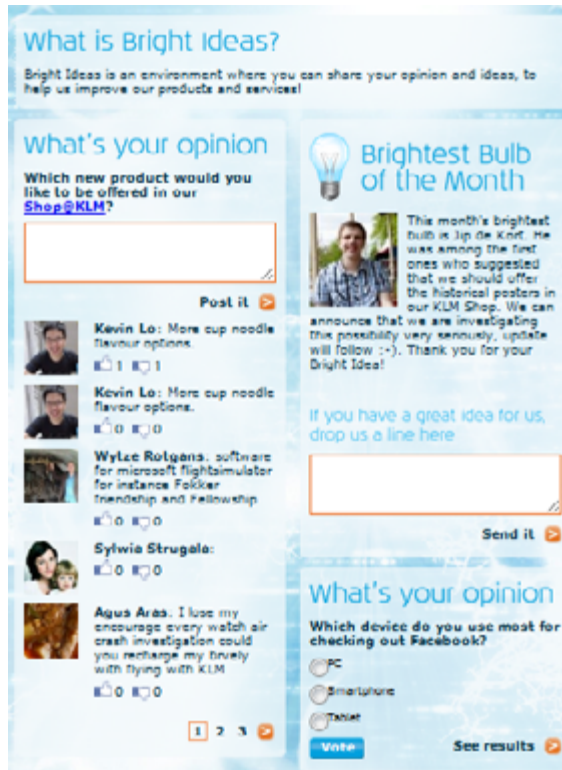 What is Bright Ideas?
Bright Ideas is an environment where you can share your opinion and ideas, to
help us improve our products and services!
What's your opinion
Which new product would you
like to be offered in our
Shop@KLM?
Post it
Kevin Lo: More cup noodle
flavour options.
1 1
Kevin Lo: More cup noodle
flavour options.
0 0
Wytze Rotgans: software
for microsoft flightsimulator
for instance Fokker
friendship and Fellowship
0 0
Sylwia Strugala:
0 0
Agus Aras: I luse my
encourage every watch air
crash investigation could
you recharge my
with flying with KLM
0 0
1 2 3
Brightest Bulb
of the Month
This month's brightest
bulb is Jip de Kort. He
was among the first
ones who suggested
that we should offer
the historical posters in
our KLM Shop. We can
announce that we are investigating
this possibility very seriously, update
will follow :-). Thank you for your
Bright Idea!
If you have a great idea for us,
drop us a line here
Send it
What's your opinion
Which device do you use most for
checking out Facebook?
PC
Smartphone
Tablet
Vote See results